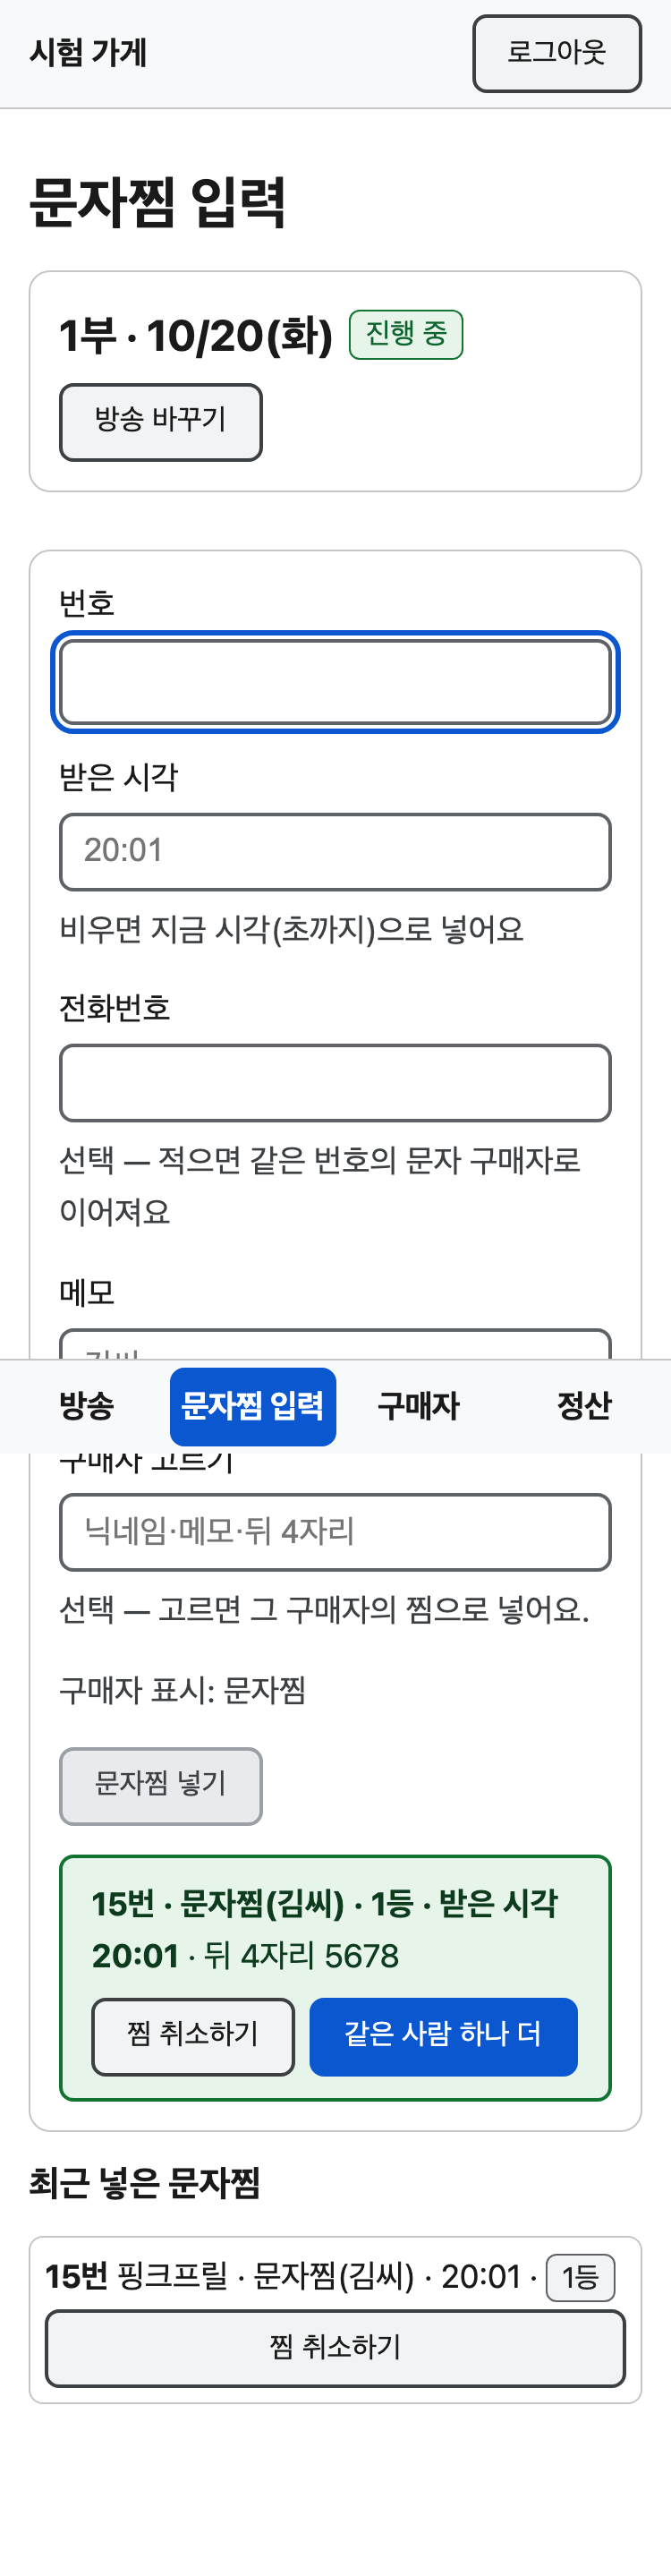 시험 가게
로그아웃
문자찜 입력
1부 · 10/20(화) 진행 중
방송 바꾸기
번호
받은 시각
20:01
비우면 지금 시각(초까지)으로 넣어요
전화번호
선택 — 적으면 같은 번호의 문자 구매자로
이어져요
메모
방송 문자찜 입력 구매자 정산
구매자 고르기
닉네임·메모·뒤 4자리
선택 — 고르면 그 구매자의 찜으로 넣어요.
구매자 표시: 문자찜
문자찜 넣기
15번 · 문자찜(김씨) · 1등 · 받은 시각
20:01 · 뒤 4자리 5678
찜 취소하기 같은 사람 하나 더
최근 넣은 문자찜
15번 핑크프릴 · 문자찜(김씨) · 20:01 · 1등
찜 취소하기